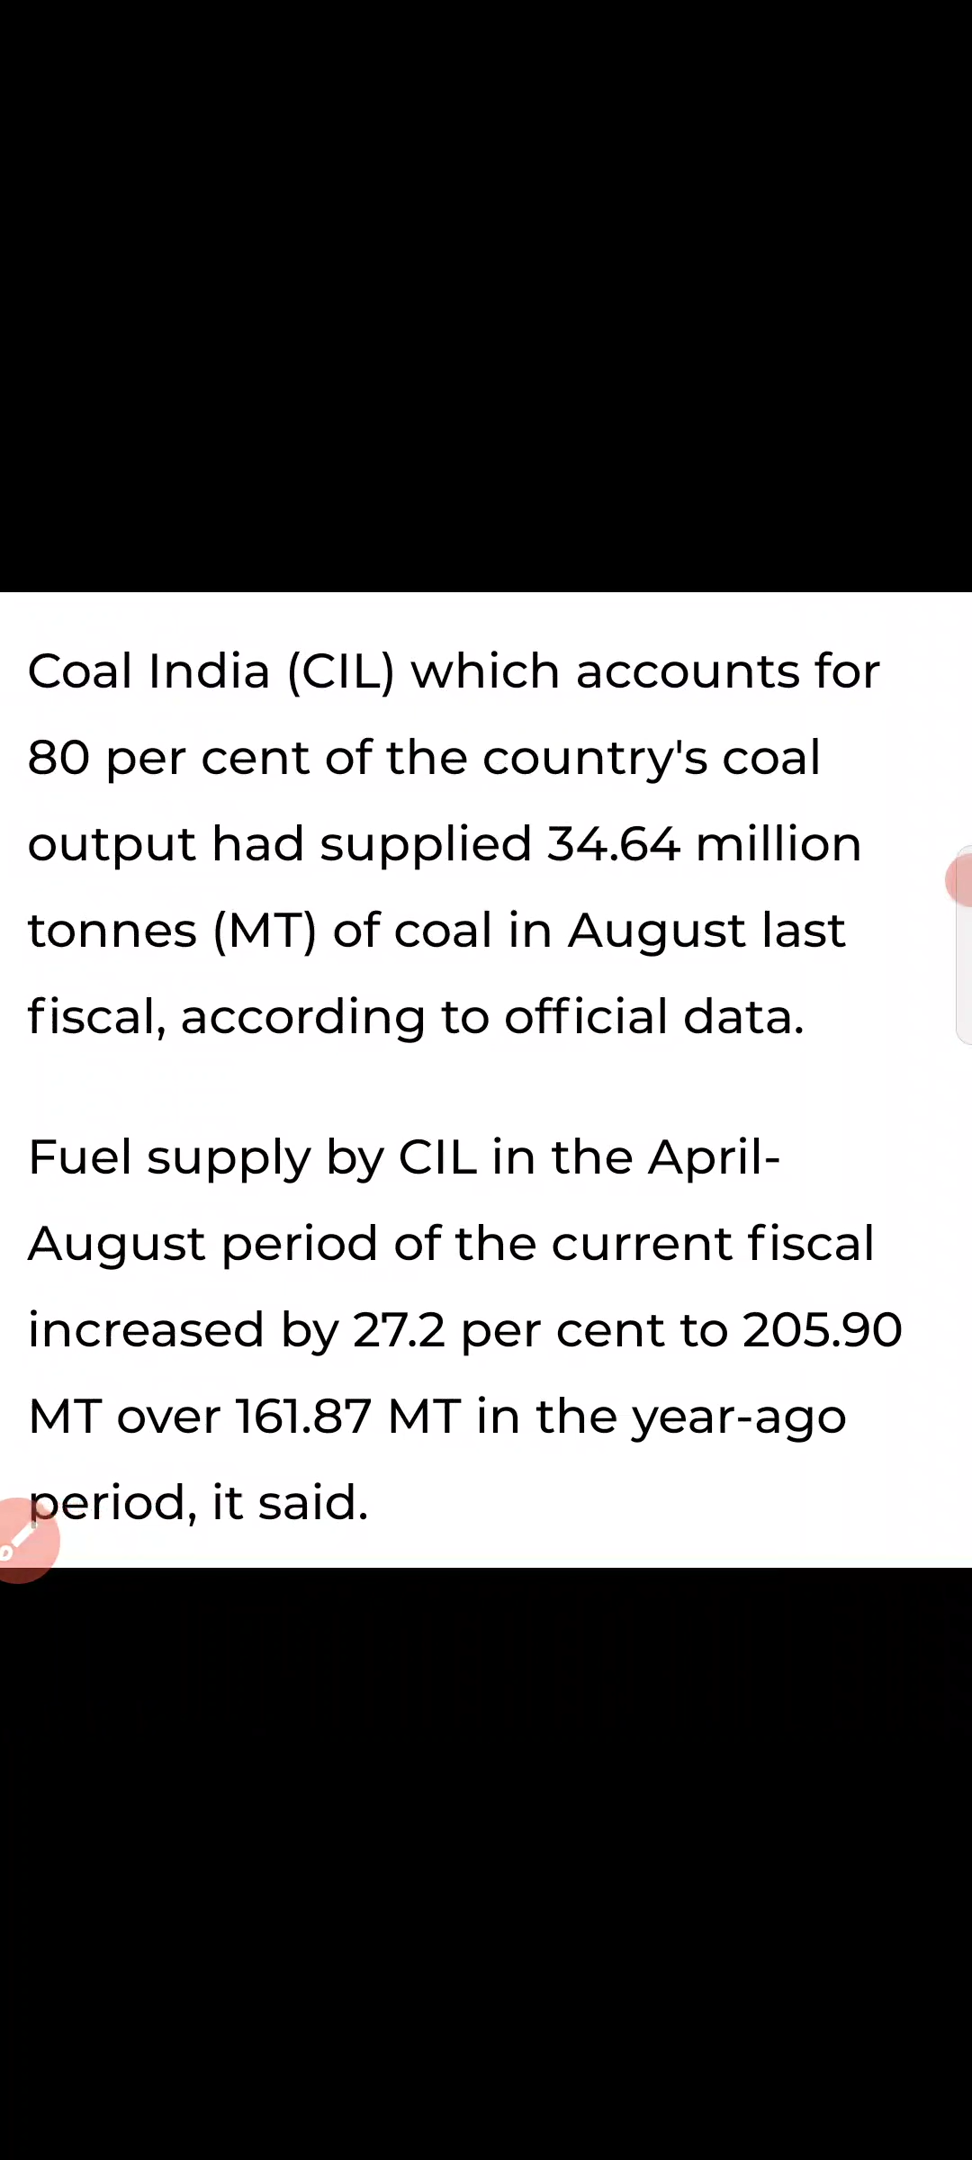 Coal India (CIL) which accounts for
80 per cent of the country's coal
output had supplied 34.64 million
tonnes (MT) of coal in August last
fiscal, according to official data.
Fuel supply by CIL in the April-
August period of the current fiscal
increased by 27.2 per cent to 205.90
MT over 161.87 MT in the year-ago
period, it said.